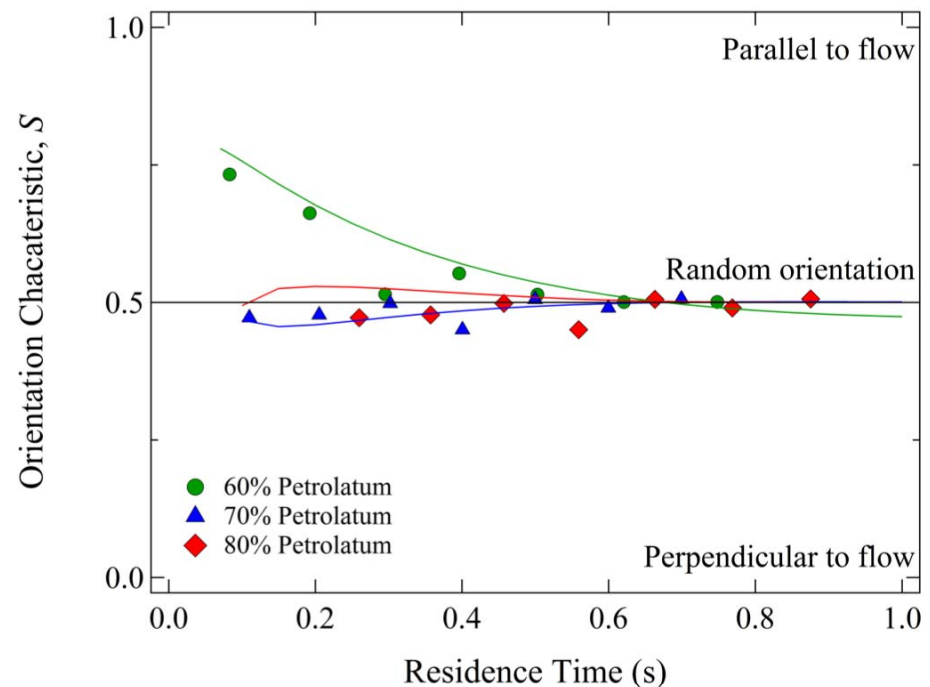 1.0
Parallel to flow
Orientation Chacateristic, S
Random orientation
0.5
60% Petrolatum
70% Petrolatum
80% Petrolatum
Perpendicular to flow
0.0
0.0 0.2 0.4 0.6 0.8 1.0
Residence Time (s)